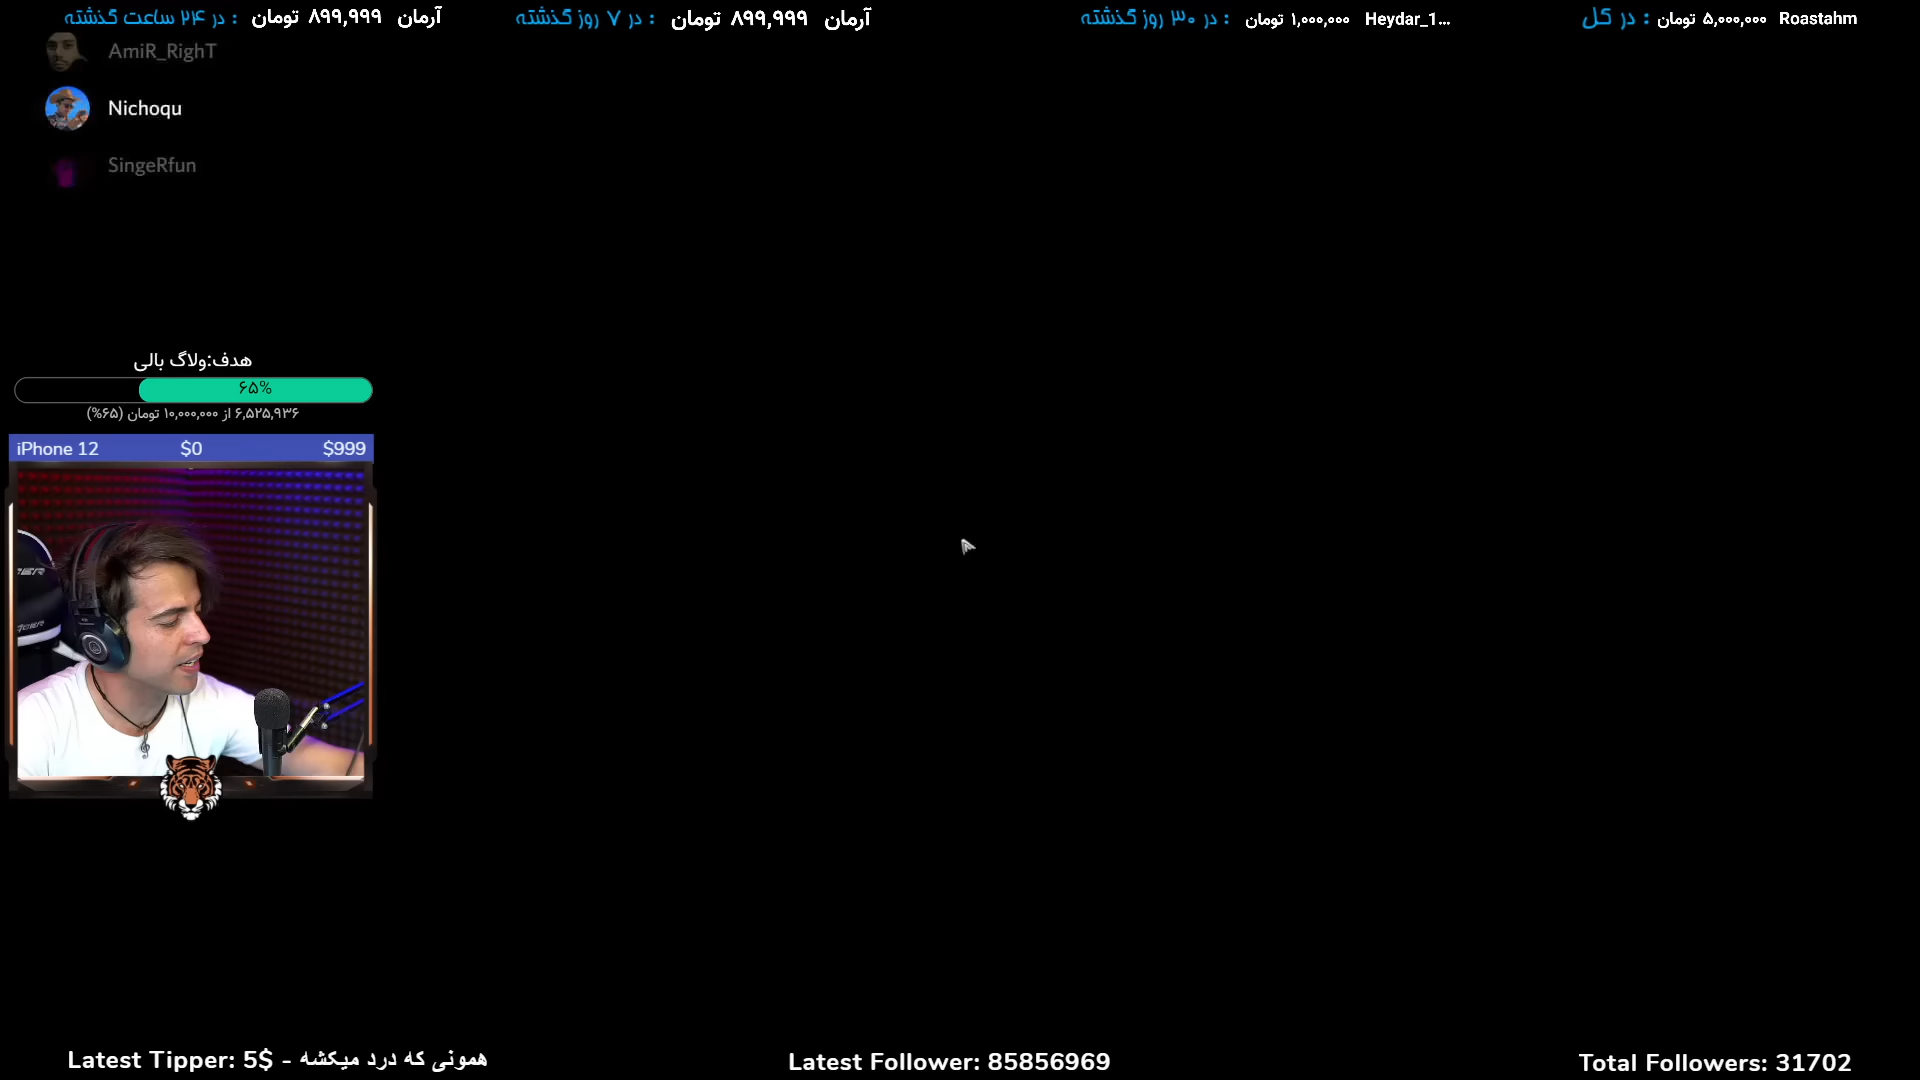 آرمان ۸۹۹,۹۹۹ تومان : در ۲۴ ساعت گذشته
آرمان ۸۹۹,۹۹۹ تومان : در ۷ روز گذشته
Heydar_1... ۱,۰۰۰,۰۰۰ تومان : در ۳۰ روز گذشته
Roastahm ۵,۰۰۰,۰۰۰ تومان : در کل
AmiR_RighT
Nichoqu
SingeRfun
هدف:ولاگ بالی
۶۵%
۶,۵۲۵,۹۳۶ از ۱۰,۰۰۰,۰۰۰ تومان (۶۵%)
iPhone 12 $0 $999
Latest Tipper: 5$ - همونی که درد میکشه
Latest Follower: 85856969
Total Followers: 31702